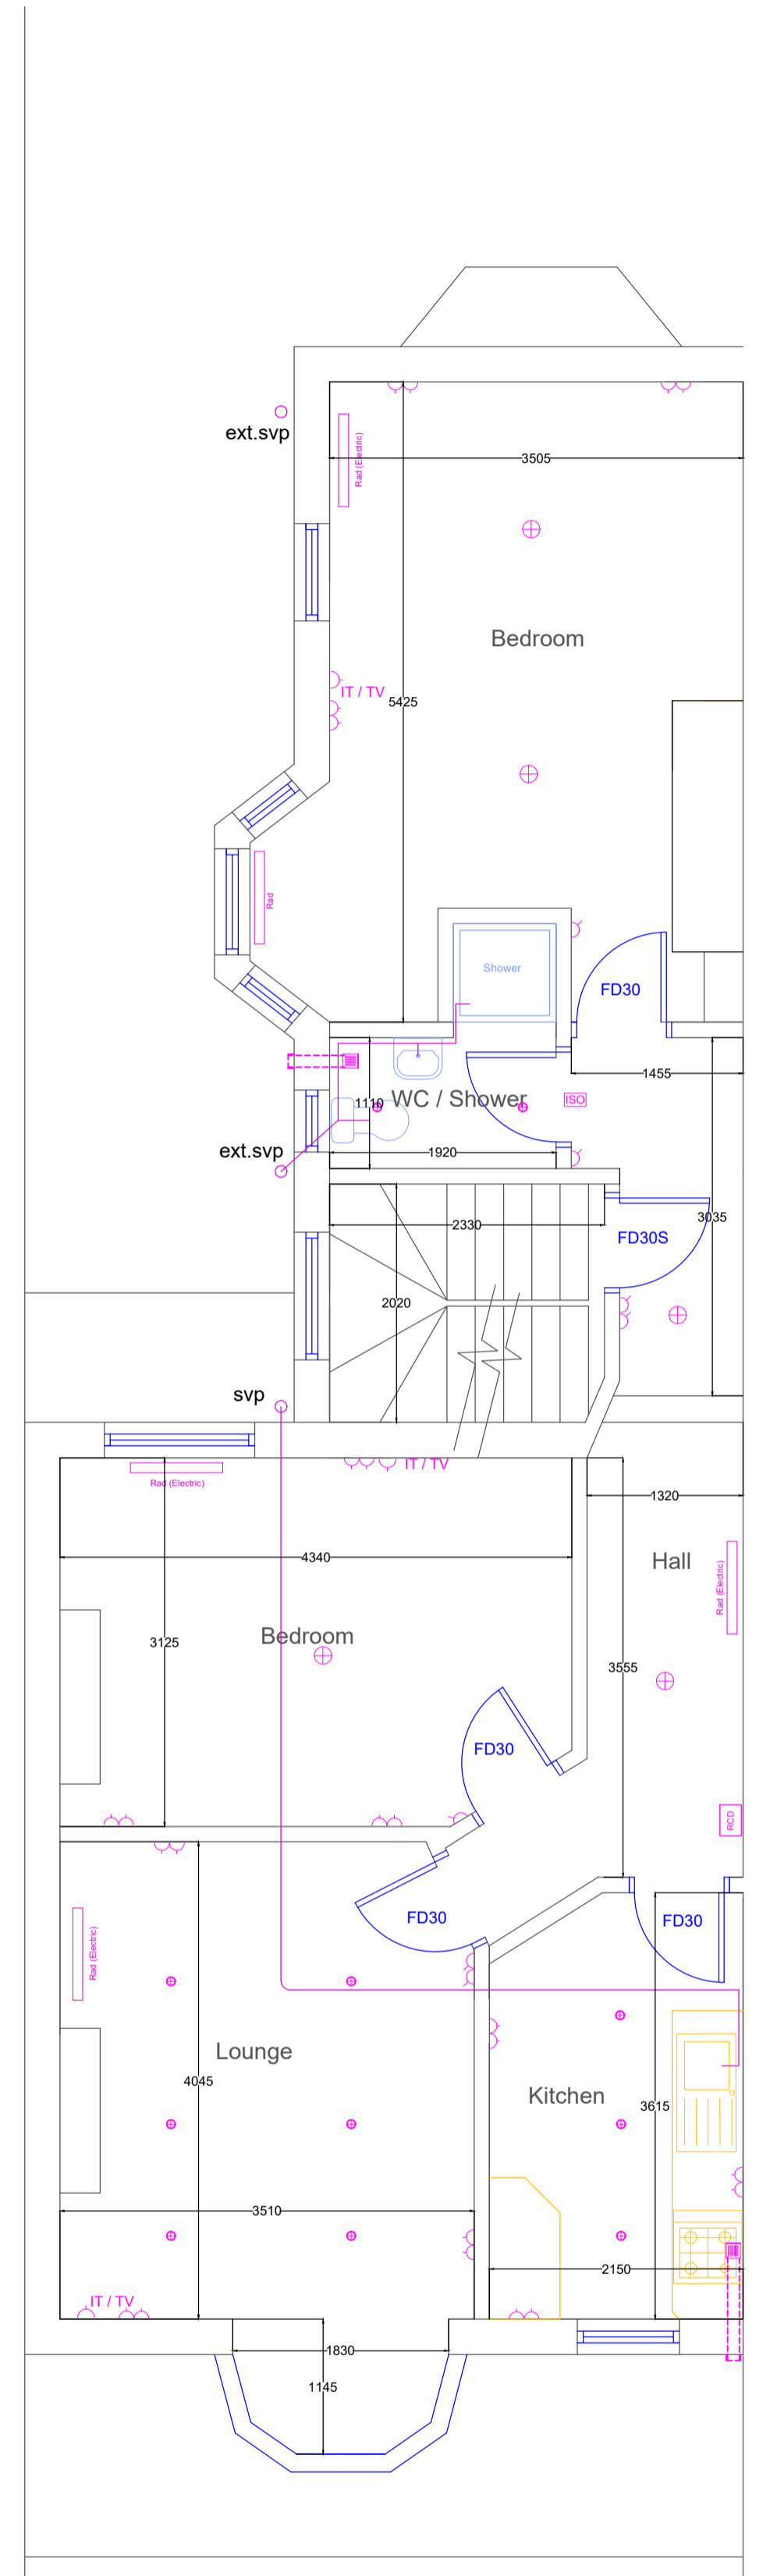 ext.svp
Rad (Electric)
3505
Bedroom
IT / TV
5425
Rad
Shower
FD30
1455
WC / Shower
1110
ISO
ext.svp
1920
2330
3035
FD30S
2020
svp
IT / TV
Rad (Electric)
1320
4340
Hall
Rad (Electric)
Bedroom
3125
3555
FD30
RCD
FD30
FD30
Rad (Electric)
Lounge
4045
Kitchen
3615
3510
2150
IT / TV
1830
1145